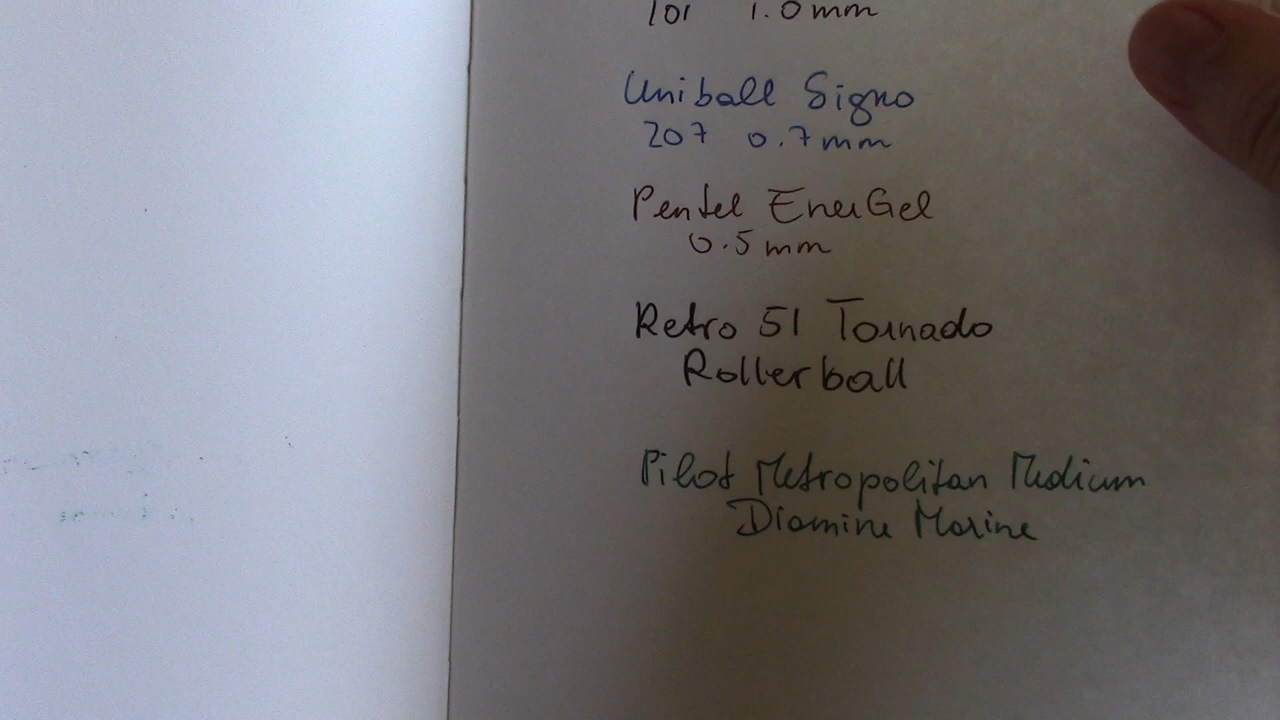 101 1.0mm
Uniball Signo
207 0.7mm
Pentel EnerGel
0.5mm
Retro 51 Tornado
Rollerball
Pilot Metropolitan Medium
Diamine Marine